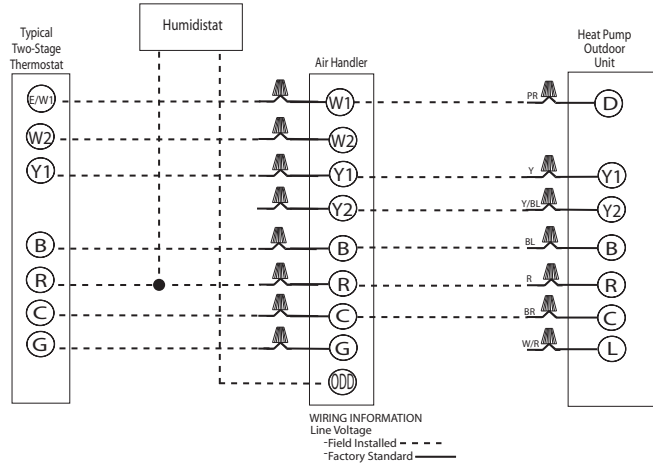 Humidistat
Typical
Two-Stage
Thermostat
Air Handler
Heat Pump
Outdoor
Unit
E/W1
W1
PR
D
W2
W2
Y1
Y1
Y
Y1
Y2
Y/BL
Y2
B
B
BL
B
R
R
R
R
C
C
BR
C
G
G
W/R
L
ODD
WIRING INFORMATION
Line Voltage
-Field Installed
-Factory Standard